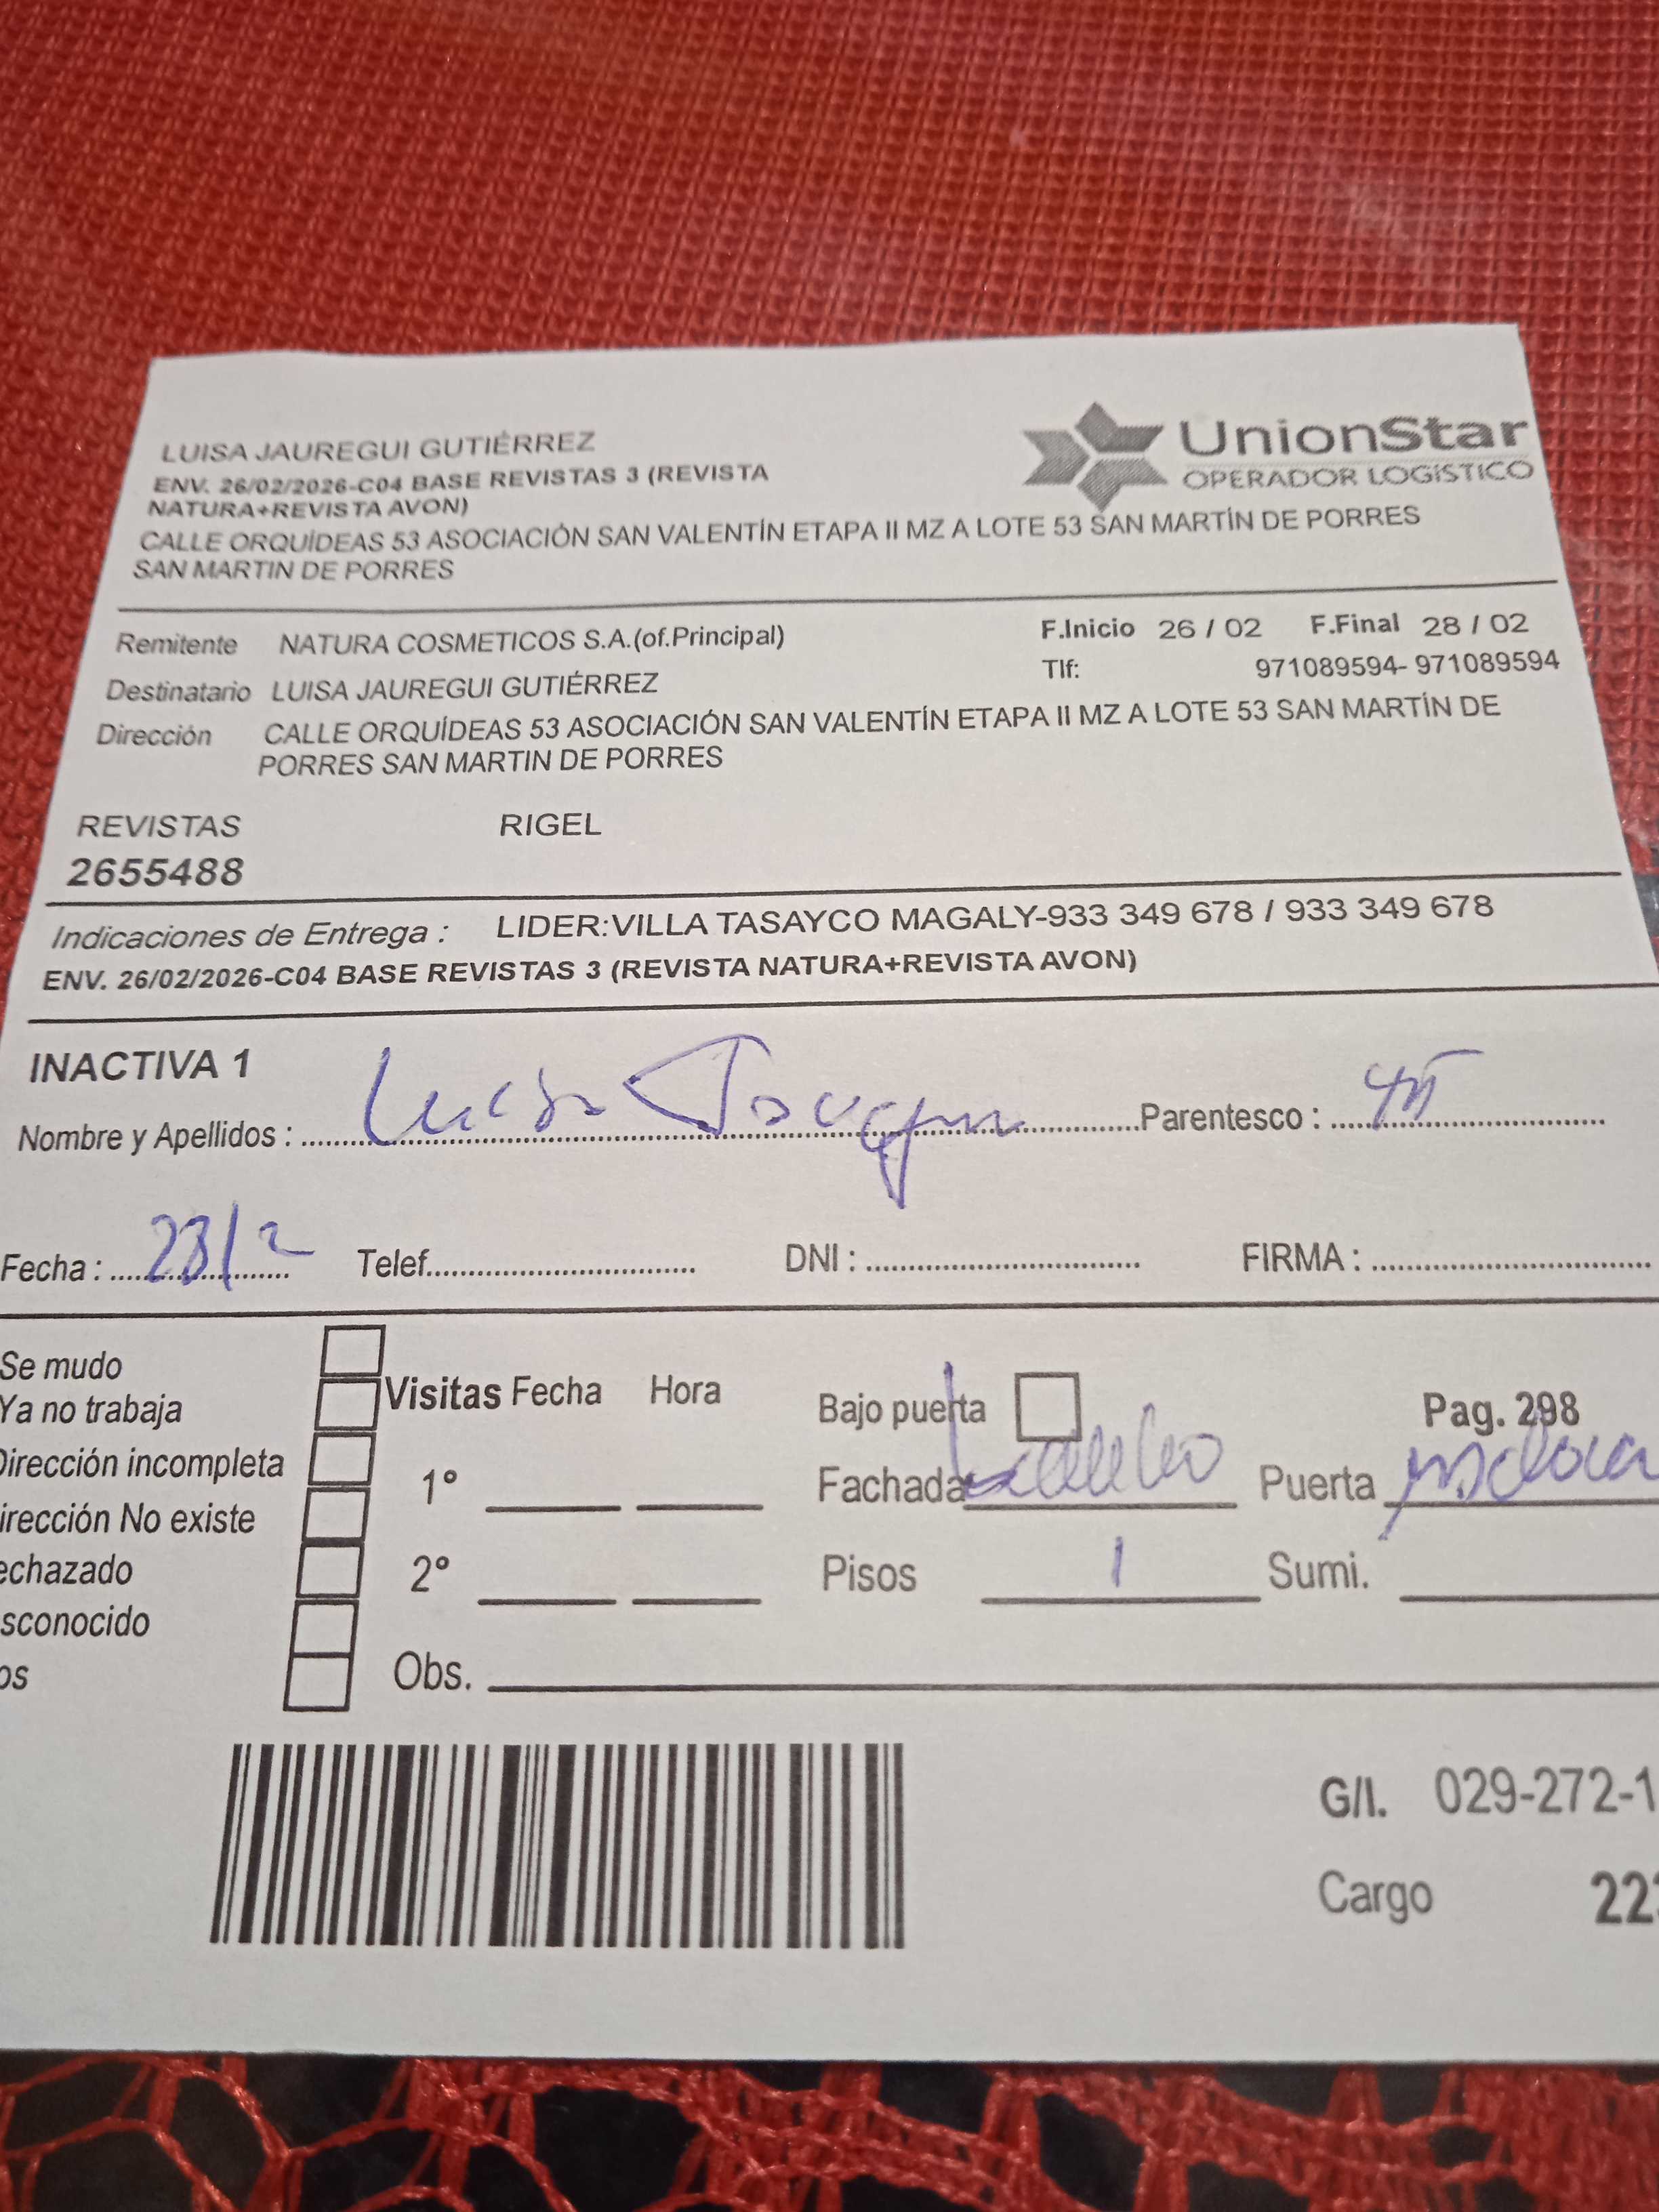 LUISA JAUREGUI GUTIÉRREZ
ENV. 26/02/2026-C04 BASE REVISTAS 3 (REVISTA
NATURA+REVISTA AVON)
CALLE ORQUÍDEAS 53 ASOCIACIÓN SAN VALENTÍN ETAPA II MZ A LOTE 53 SAN MARTÍN DE PORRES
SAN MARTIN DE PORRES
UnionStar
OPERADOR LOGÍSTICO
Remitente NATURA COSMETICOS S.A.(of.Principal)
F.Inicio 26 / 02 F.Final 28 / 02
Tlf: 971089594- 971089594
Destinatario LUISA JAUREGUI GUTIÉRREZ
Dirección CALLE ORQUÍDEAS 53 ASOCIACIÓN SAN VALENTÍN ETAPA II MZ A LOTE 53 SAN MARTÍN DE
PORRES SAN MARTIN DE PORRES
REVISTAS RIGEL
2655488
Indicaciones de Entrega : LIDER:VILLA TASAYCO MAGALY-933 349 678 / 933 349 678
ENV. 26/02/2026-C04 BASE REVISTAS 3 (REVISTA NATURA+REVISTA AVON)
INACTIVA 1
Nombre y Apellidos : Parentesco :
Fecha : Telef. DNI : FIRMA :
Se mudo
Ya no trabaja
Dirección incompleta
irección No existe
echazado
sconocido
os
Visitas Fecha Hora
1º
2º
Obs.
Bajo puerta Pag. 298
Fachada Puerta
Pisos 1 Sumi.
G/I. 029-272-1
Cargo 22